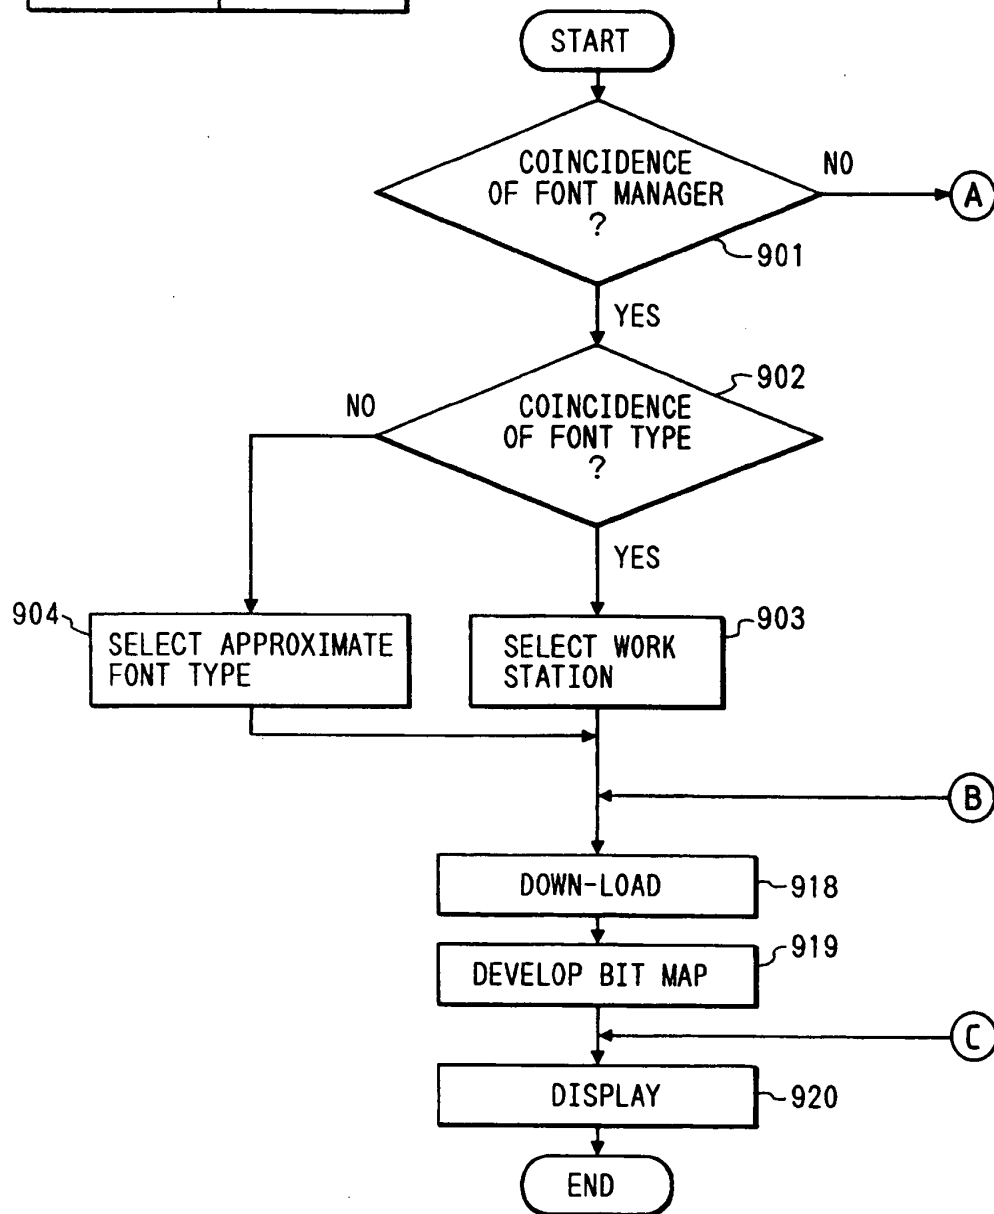 START
COINCIDENCE
OF FONT MANAGER
?
NO
A
901
YES
902
NO
COINCIDENCE
OF FONT TYPE
?
YES
904
SELECT APPROXIMATE
FONT TYPE
903
SELECT WORK
STATION
B
DOWN-LOAD
918
DEVELOP BIT MAP
919
C
DISPLAY
920
END